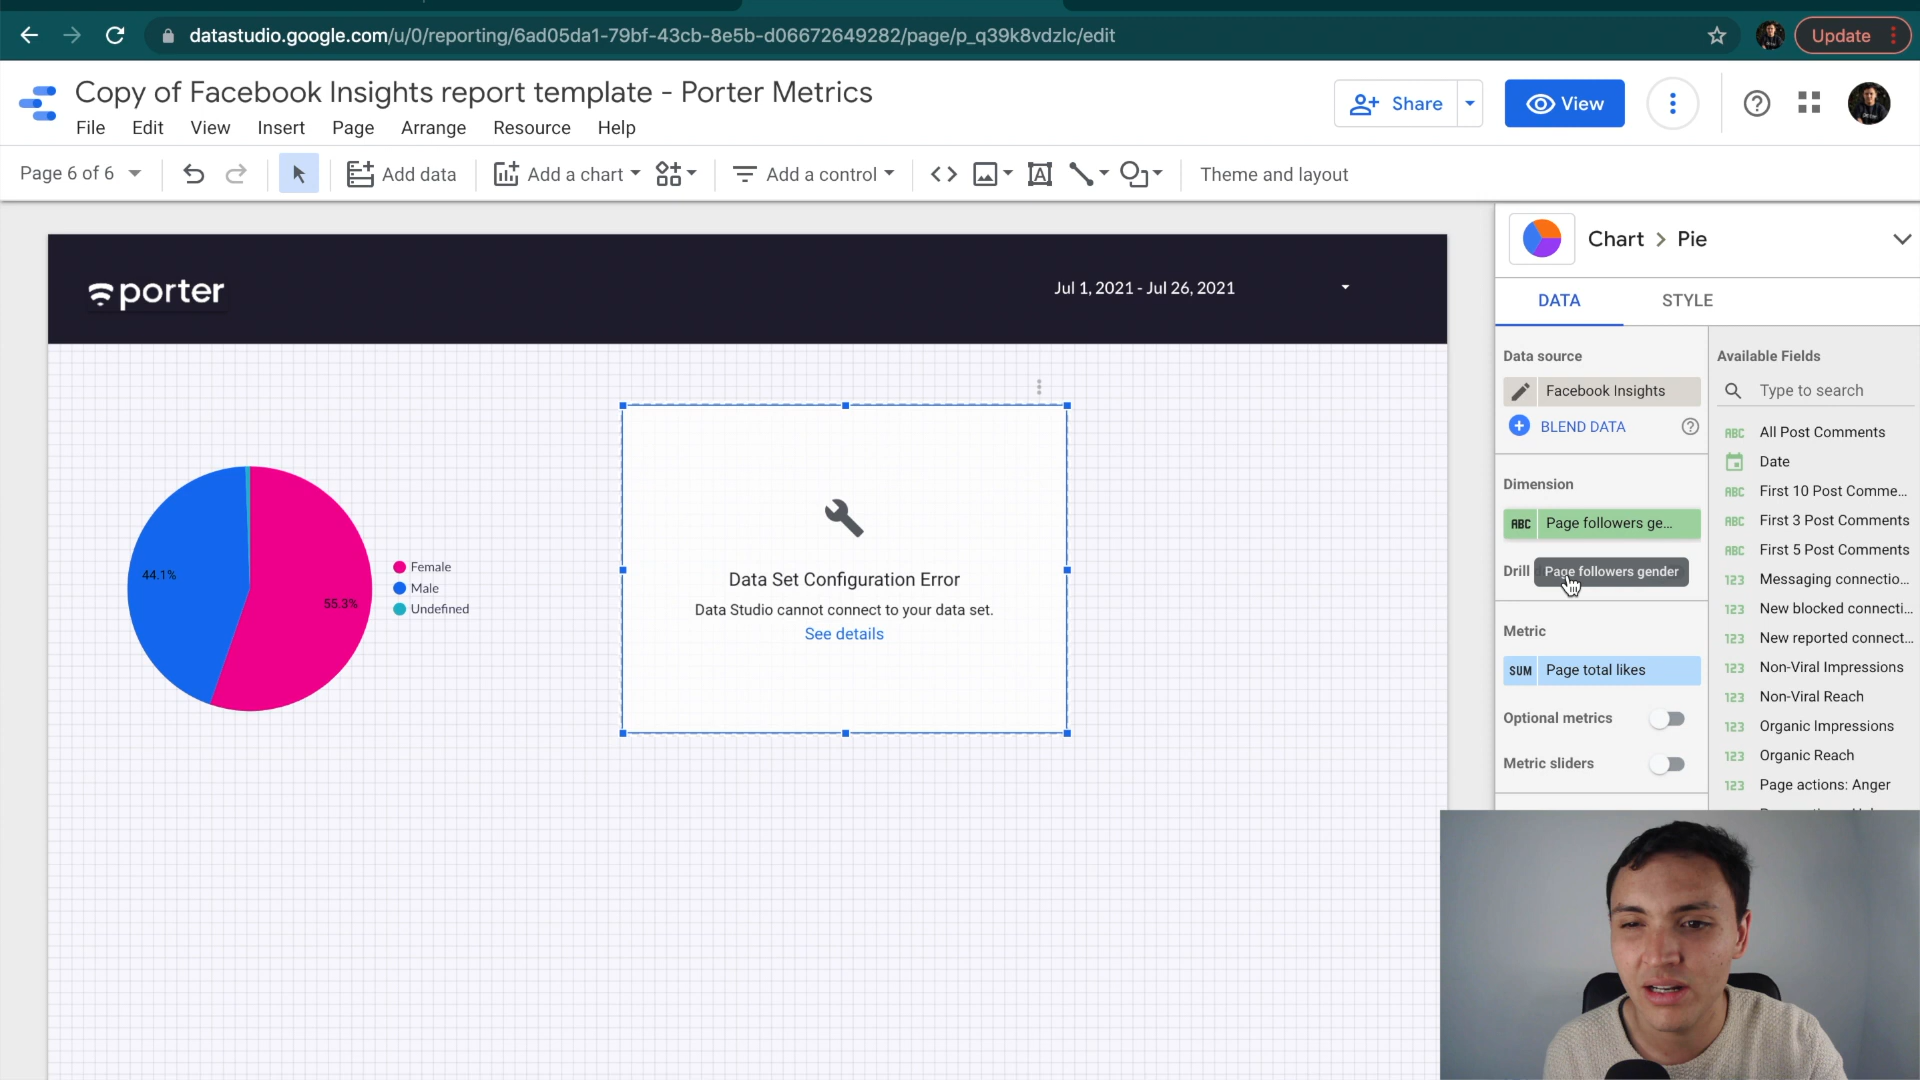 datastudio.google.com/u/0/reporting/6ad05da1-79bf-43cb-8e5b-d06672649282/page/p_q39k8vdzlc/edit
Update
Copy of Facebook Insights report template - Porter Metrics
File Edit View Insert Page Arrange Resource Help
Share
View
Page 6 of 6
Add data
Add a chart
Add a control
Theme and layout
porter
Jul 1, 2021 - Jul 26, 2021
44.1%
55.3%
Female
Male
Undefined
Data Set Configuration Error
Data Studio cannot connect to your data set.
See details
Chart > Pie
DATA
STYLE
Data source
Facebook Insights
BLEND DATA
Dimension
ABC Page followers ge...
Drill
Page followers gender
Metric
SUM Page total likes
Optional metrics
Metric sliders
Available Fields
Type to search
ABC All Post Comments
Date
ABC First 10 Post Comme...
ABC First 3 Post Comments
ABC First 5 Post Comments
123 Messaging connectio...
123 New blocked connecti...
123 New reported connect...
123 Non-Viral Impressions
123 Non-Viral Reach
123 Organic Impressions
123 Organic Reach
123 Page actions: Anger